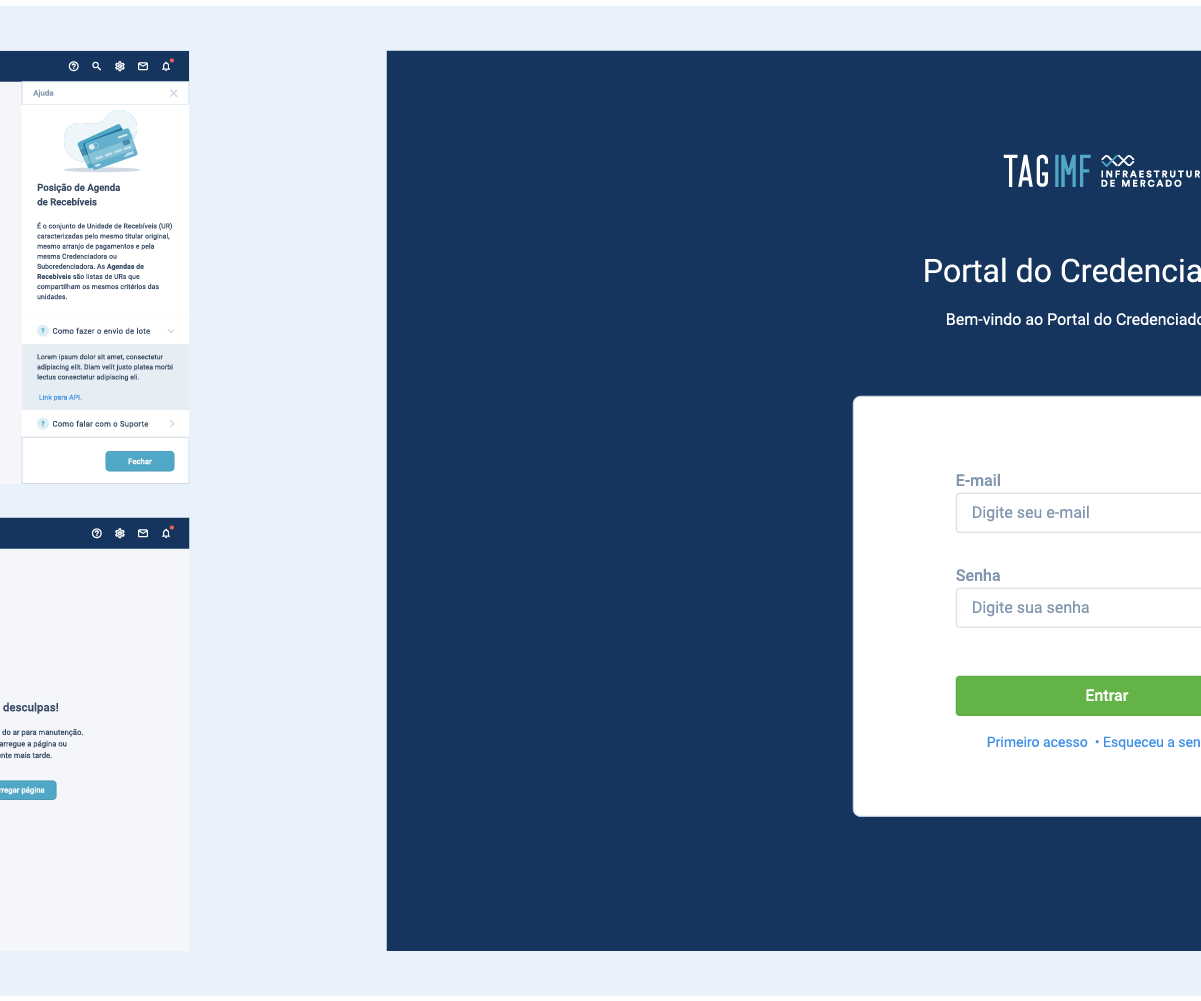 Ajuda
Posição de Agenda
de Recebíveis
É o conjunto de Unidade de Recebíveis (UR)
caracterizadas pelo mesmo titular original,
mesmo arranjo de pagamentos e pela
mesma Credenciadora ou
Subcredenciadora. As Agendas de
Recebíveis são listas de URs que
compartilham os mesmos critérios das
unidades.
? Como fazer o envio de lote
Lorem ipsum dolor sit amet, consectetur
adipiscing elit. Diam velit justo platea morbi
lectus consectetur adipiscing eli.
Link para API.
? Como falar com o Suporte
Fechar
desculpas!
do ar para manutenção.
arregue a página ou
ente mais tarde.
rregar página
TAG IMF INFRAESTRUTUR
DE MERCADO
Portal do Credencia
Bem-vindo ao Portal do Credenciado
E-mail
Digite seu e-mail
Senha
Digite sua senha
Entrar
Primeiro acesso • Esqueceu a sen